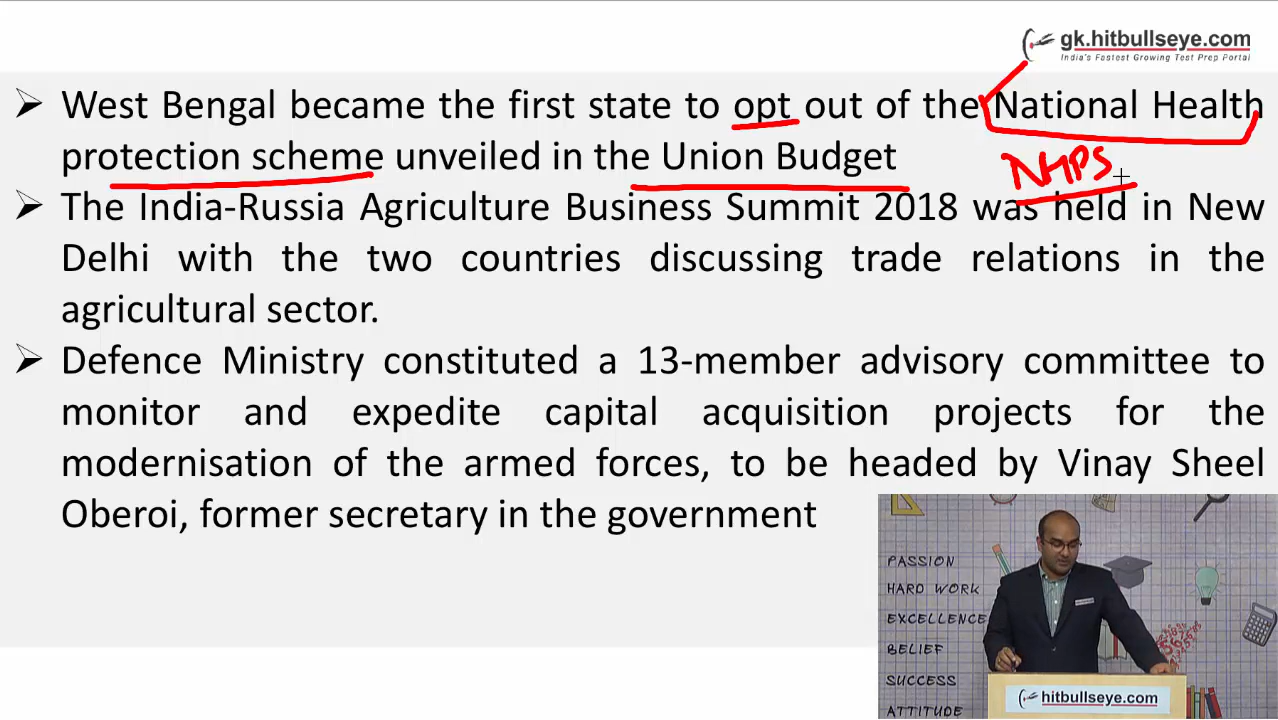 gk.hitbullseye.com
India's Fastest Growing Test Prep Portal
➢ West Bengal became the first state to opt out of the National Health
protection scheme unveiled in the Union Budget
NHPS
➢ The India-Russia Agriculture Business Summit 2018 was held in New
Delhi with the two countries discussing trade relations in the
agricultural sector.
➢ Defence Ministry constituted a 13-member advisory committee to
monitor and expedite capital acquisition projects for the
modernisation of the armed forces, to be headed by Vinay Sheel
Oberoi, former secretary in the government
PASSION
HARD WORK
EXCELLENCE
BELIEF
SUCCESS
ATTITUDE
hitbullseye.com